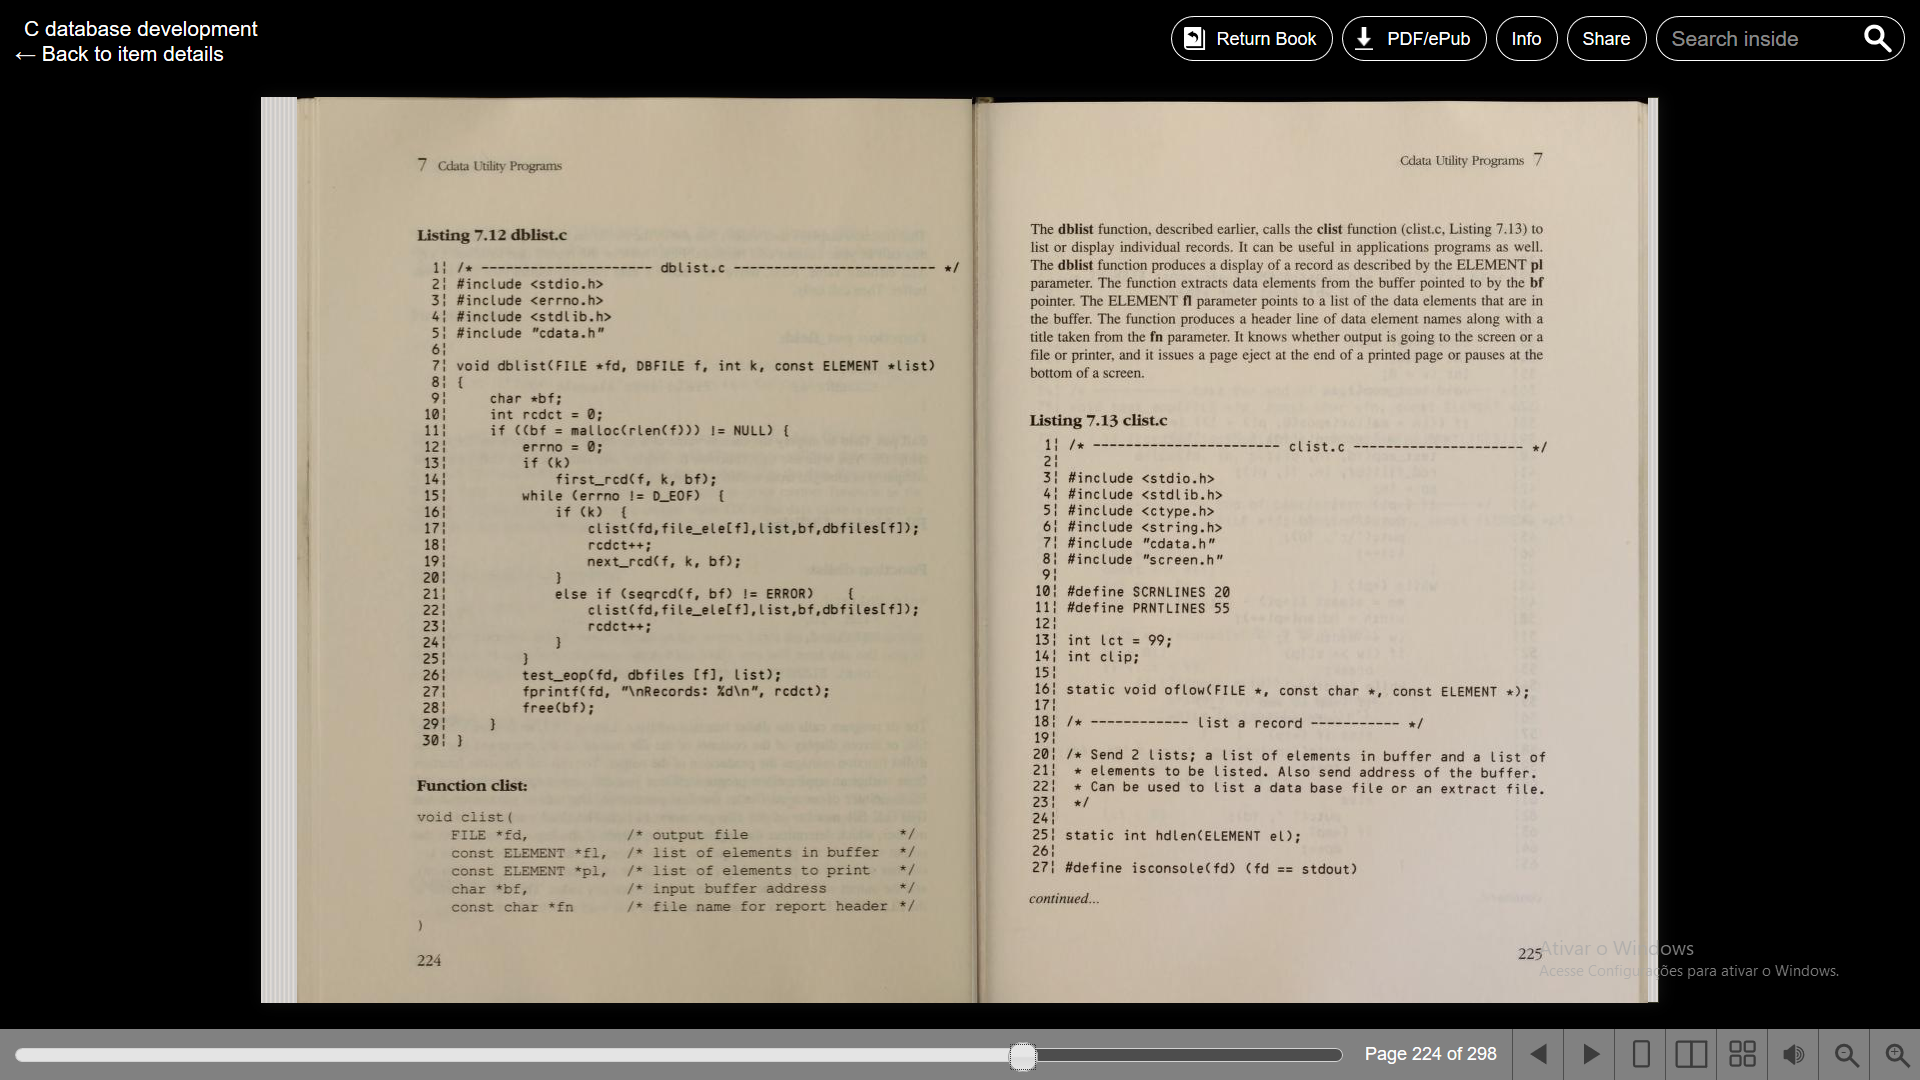 C database development
← Back to item details
Return Book
PDF/ePub
Info
Share
Search inside
7 Cdata Utility Programs
Listing 7.12 dblist.c
1¦ /* --------------------- dblist.c ------------------------- */
2¦ #include <stdio.h>
3¦ #include <errno.h>
4¦ #include <stdlib.h>
5¦ #include "cdata.h"
6¦
7¦ void dblist(FILE *fd, DBFILE f, int k, const ELEMENT *list)
8¦ {
9¦     char *bf;
10¦     int rcdct = 0;
11¦     if ((bf = malloc(rlen(f))) != NULL) {
12¦         errno = 0;
13¦         if (k)
14¦             first_rcd(f, k, bf);
15¦         while (errno != D_EOF)  {
16¦             if (k)  {
17¦                 clist(fd,file_ele[f],list,bf,dbfiles[f]);
18¦                 rcdct++;
19¦                 next_rcd(f, k, bf);
20¦             }
21¦             else if (seqrcd(f, bf) != ERROR)    {
22¦                 clist(fd,file_ele[f],list,bf,dbfiles[f]);
23¦                 rcdct++;
24¦             }
25¦         }
26¦         test_eop(fd, dbfiles [f], list);
27¦         fprintf(fd, "\nRecords: %d\n", rcdct);
28¦         free(bf);
29¦     }
30¦ }
Function clist:
void clist(
FILE *fd, /* output file */
const ELEMENT *fl, /* list of elements in buffer */
const ELEMENT *pl, /* list of elements to print */
char *bf, /* input buffer address */
const char *fn /* file name for report header */
)
224
Cdata Utility Programs 7
The dblist function, described earlier, calls the clist function (clist.c, Listing 7.13) to
list or display individual records. It can be useful in applications programs as well.
The dblist function produces a display of a record as described by the ELEMENT pl
parameter. The function extracts data elements from the buffer pointed to by the bf
pointer. The ELEMENT fl parameter points to a list of the data elements that are in
the buffer. The function produces a header line of data element names along with a
title taken from the fn parameter. It knows whether output is going to the screen or a
file or printer, and it issues a page eject at the end of a printed page or pauses at the
bottom of a screen.
Listing 7.13 clist.c
1¦ /* ----------------------- clist.c --------------------- */
2¦
3¦ #include <stdio.h>
4¦ #include <stdlib.h>
5¦ #include <ctype.h>
6¦ #include <string.h>
7¦ #include "cdata.h"
8¦ #include "screen.h"
9¦
10¦ #define SCRNLINES 20
11¦ #define PRNTLINES 55
12¦
13¦ int lct = 99;
14¦ int clip;
15¦
16¦ static void oflow(FILE *, const char *, const ELEMENT *);
17¦
18¦ /* ------------ list a record ----------- */
19¦
20¦ /* Send 2 lists; a list of elements in buffer and a list of
21¦  * elements to be listed. Also send address of the buffer.
22¦  * Can be used to list a data base file or an extract file.
23¦  */
24¦
25¦ static int hdlen(ELEMENT el);
26¦
27¦ #define isconsole(fd) (fd == stdout)
continued...
225
Ativar o Windows
Acesse Configurações para ativar o Windows.
Page 224 of 298